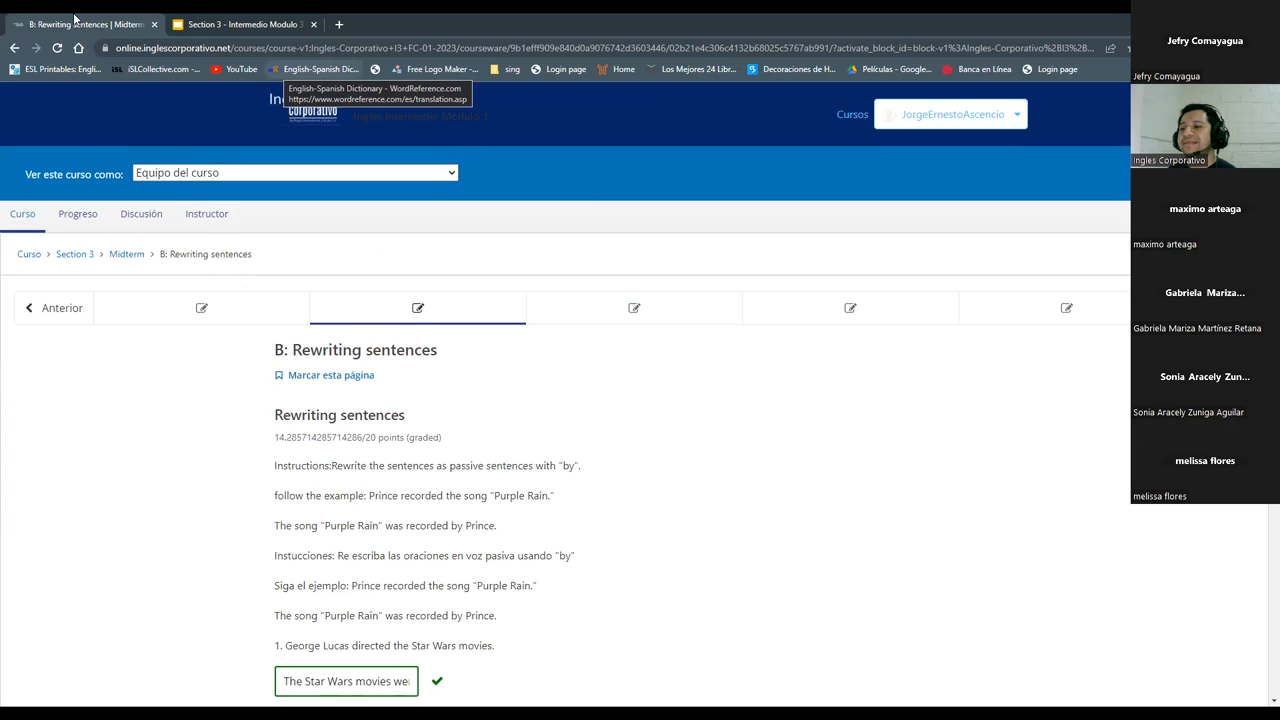 B: Rewriting sentences | Midterm
Section 3 - Intermedio Modulo 3
online.inglescorporativo.net/courses/course-v1:Ingles-Corporativo+I3+FC-01-2023/courseware/9b1efff909e840d0a9076742d3603446/02b21e4c306c4132b68025c5767ab991/?activate_block_id=block-v1%3AIngles-Corporativo%2BI3%2B...
ESL Printables: Engli...
iSLCollective.com -...
YouTube
English-Spanish Dic...
Free Logo Maker -...
sing
Login page
Home
Los Mejores 24 Libr...
Decoraciones de H...
Películas - Google...
Banca en Línea
Login page
English-Spanish Dictionary - WordReference.com
https://www.wordreference.com/es/translation.asp
In
CORPORATIVO
Cursos
JorgeErnestoAscencio
Ver este curso como:
Equipo del curso
Curso
Progreso
Discusión
Instructor
Curso > Section 3 > Midterm > B: Rewriting sentences
Anterior
B: Rewriting sentences
Marcar esta página
Rewriting sentences
14.285714285714286/20 points (graded)
Instructions:Rewrite the sentences as passive sentences with "by".
follow the example: Prince recorded the song "Purple Rain."
The song "Purple Rain" was recorded by Prince.
Instucciones: Re escriba las oraciones en voz pasiva usando "by"
Siga el ejemplo: Prince recorded the song "Purple Rain."
The song "Purple Rain" was recorded by Prince.
1. George Lucas directed the Star Wars movies.
The Star Wars movies we
Jefry Comayagua
Jefry Comayagua
Ingles Corporativo
maximo arteaga
maximo arteaga
Gabriela Mariza...
Gabriela Mariza Martínez Retana
Sonia Aracely Zun...
Sonia Aracely Zuniga Aguilar
melissa flores
melissa flores